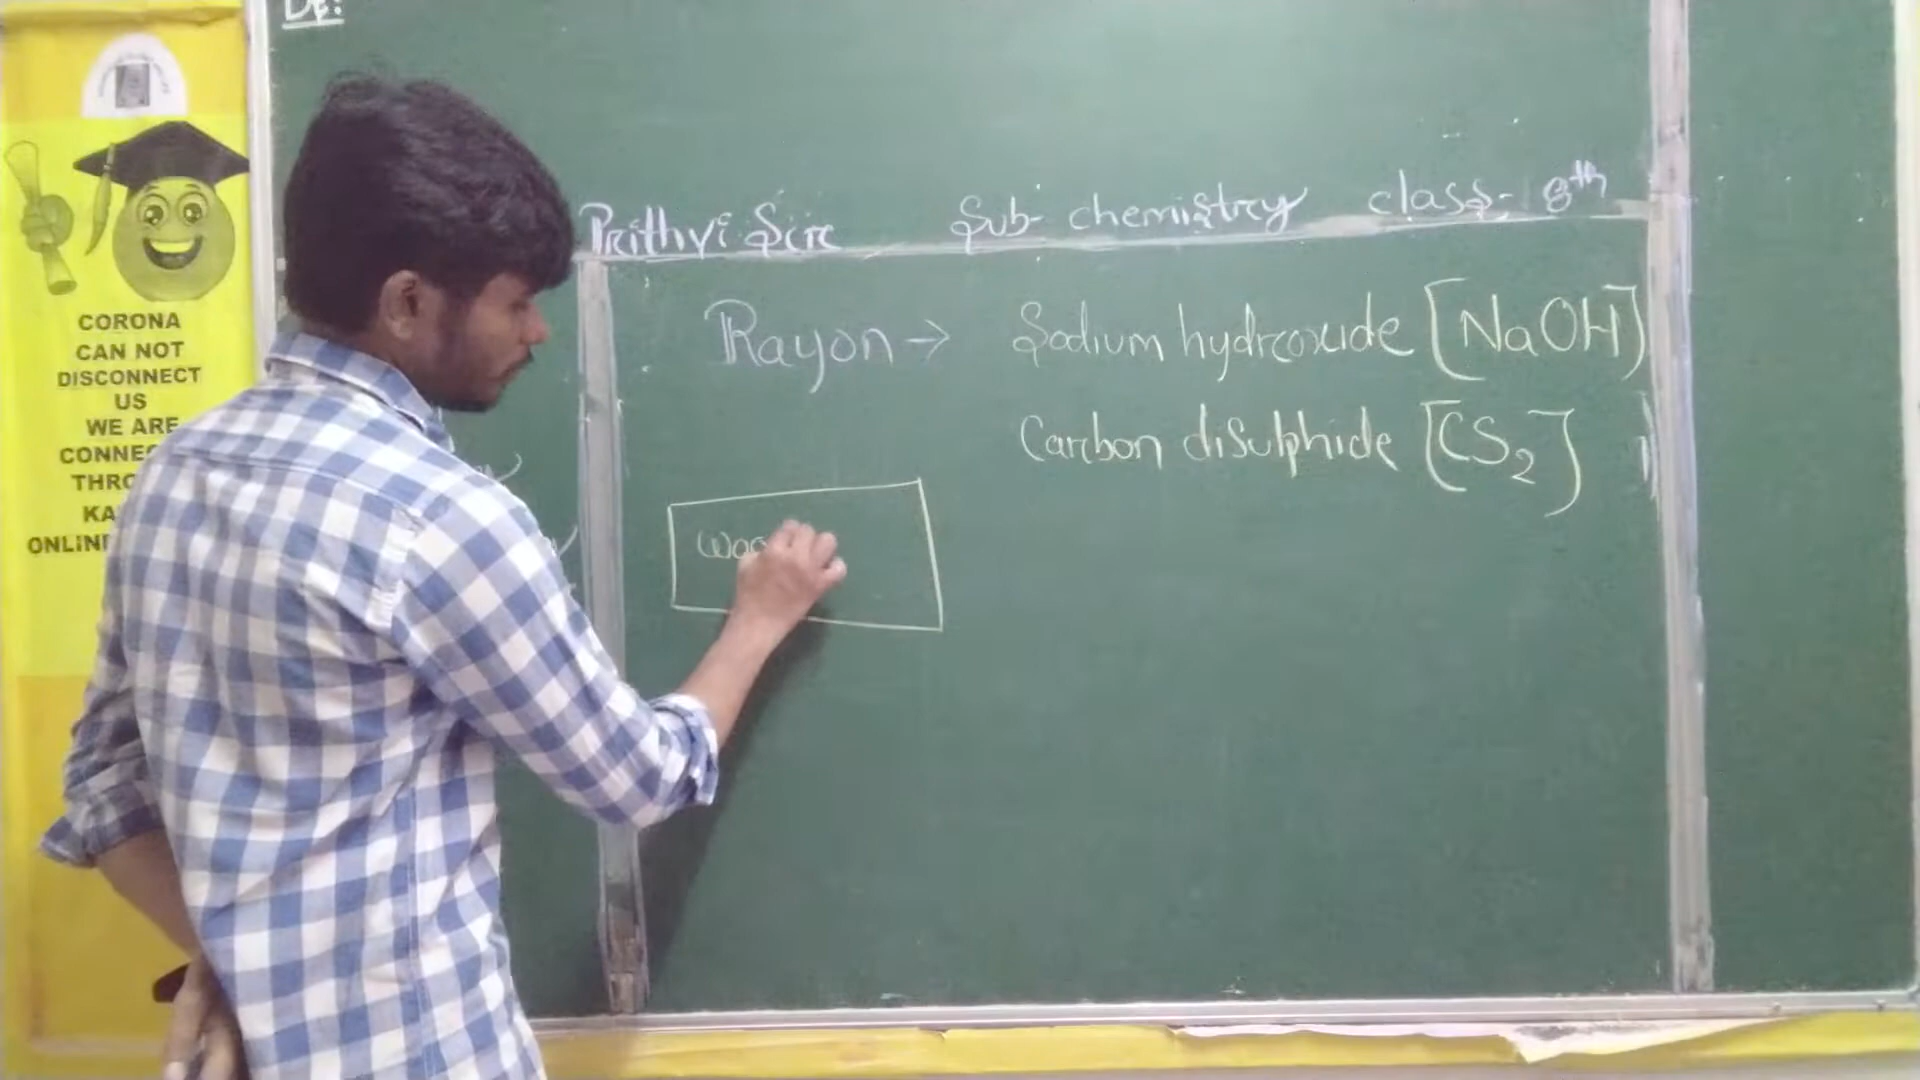 De:
CORONA
CAN NOT
DISCONNECT
US
WE ARE
Prithvi Sir Sub- chemistry class- 8th
Rayon → Sodium hydroxide [NaOH]
Carbon disulphide [CS2]